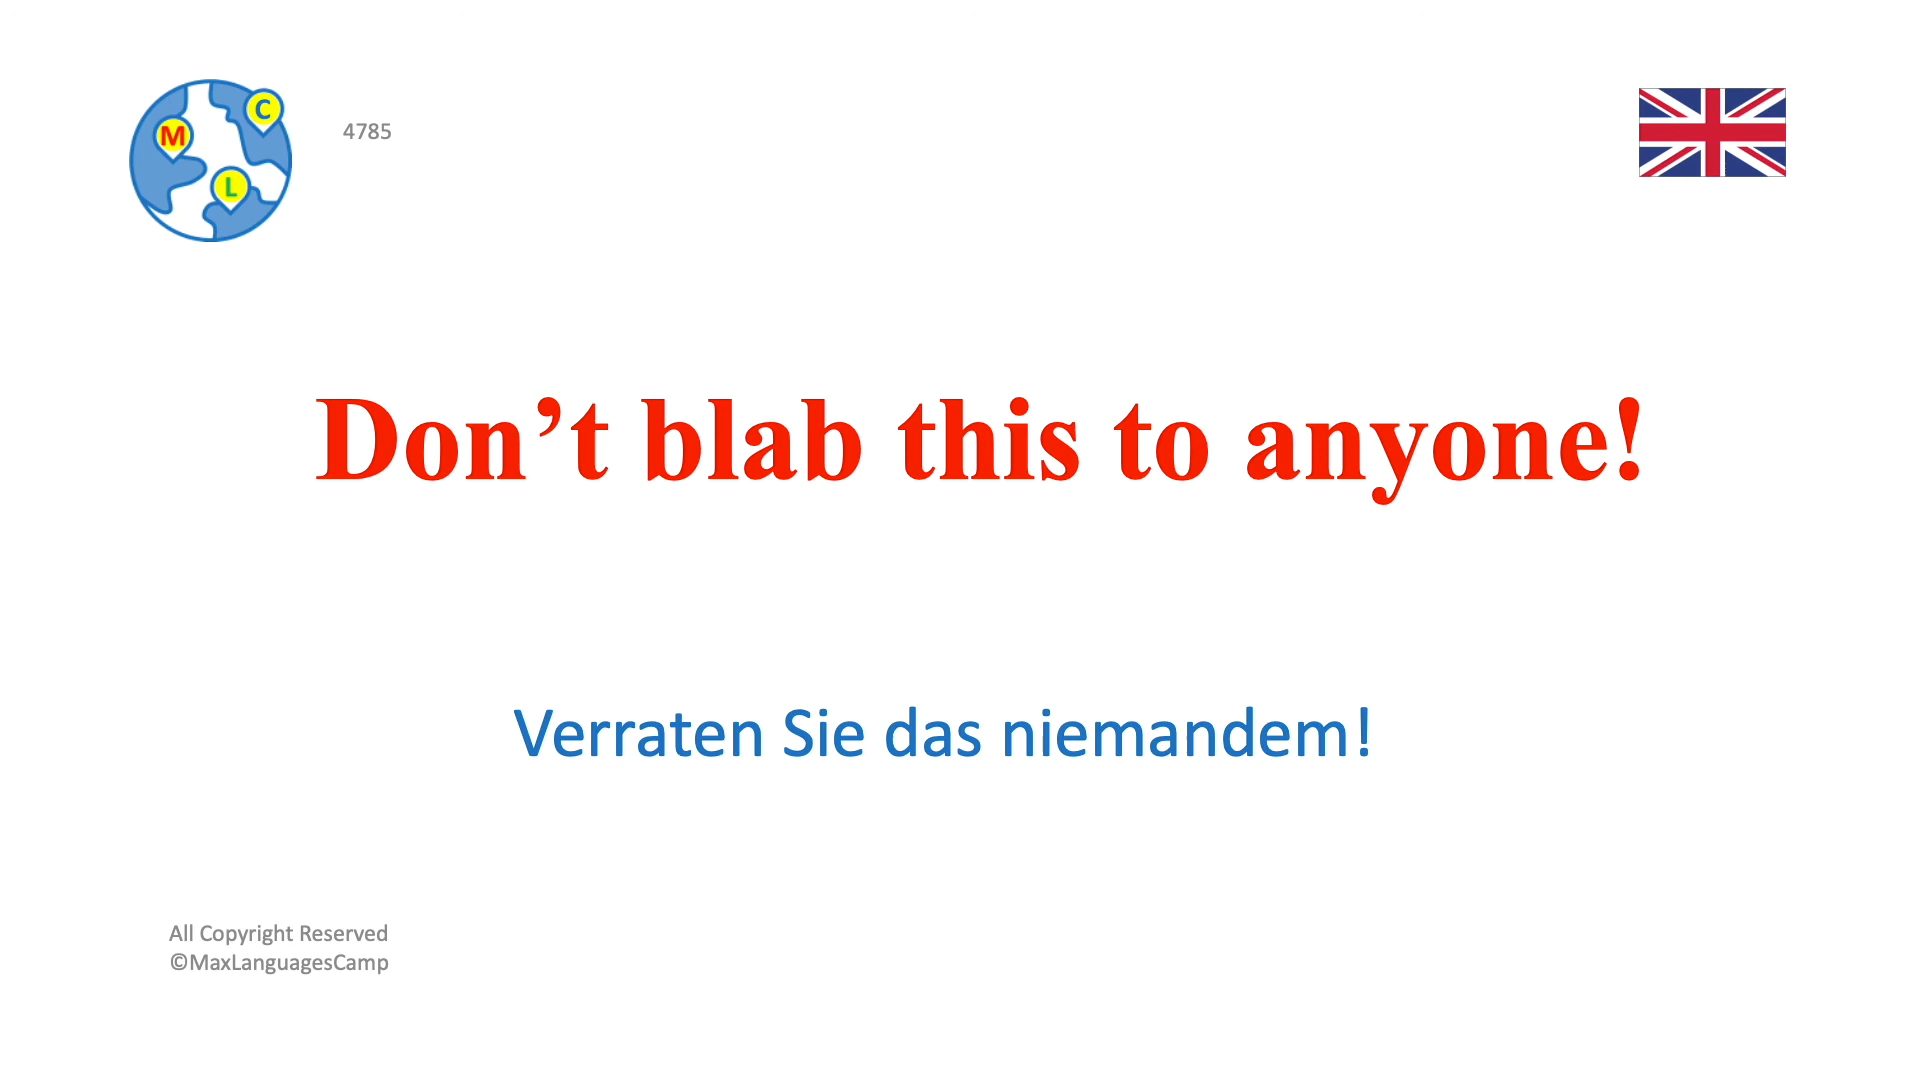 M
C
L
4785
Don’t blab this to anyone!
Verraten Sie das niemandem!
All Copyright Reserved
©MaxLanguagesCamp